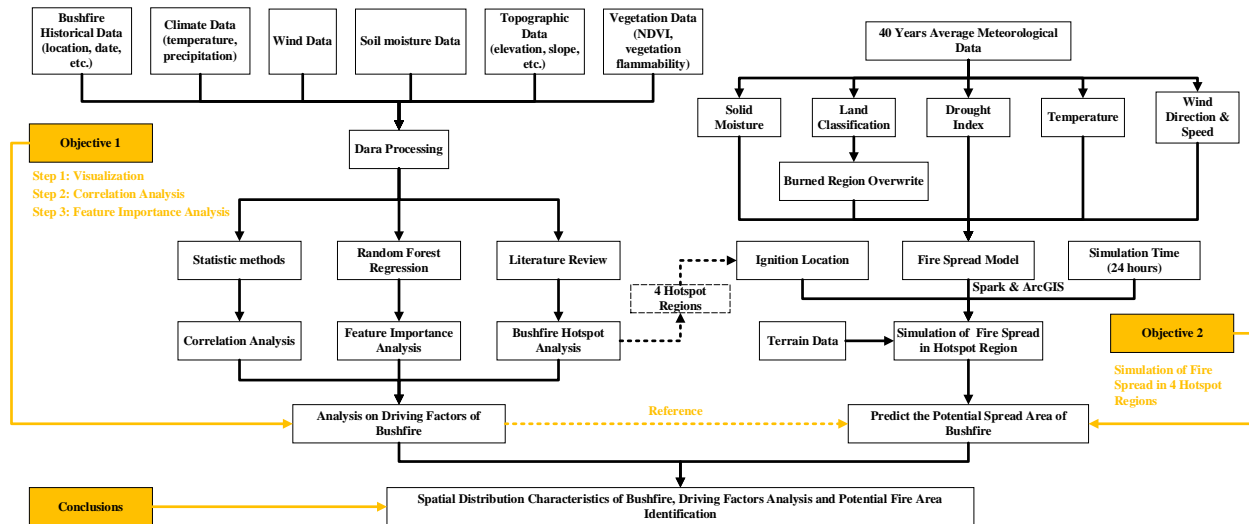 Bushfire
Historical Data
(location, date,
etc.)
Climate Data
(temperature,
precipitation)
Wind Data
Soil moisture Data
Topographic
Data
(elevation, slope,
etc.)
Vegetation Data
(NDVI,
vegetation
flammability)
40 Years Average Meteorological
Data
Solid
Moisture
Land
Classification
Drought
Index
Temperature
Wind
Direction &
Speed
Objective 1
Step 1: Visualization
Step 2: Correlation Analysis
Step 3: Feature Importance Analysis
Dara Processing
Burned Region Overwrite
Statistic methods
Random Forest
Regression
Literature Review
4 Hotspot
Regions
Ignition Location
Fire Spread Model
Simulation Time
(24 hours)
Spark & ArcGIS
Correlation Analysis
Feature Importance
Analysis
Bushfire Hotspot
Analysis
Terrain Data
Simulation of Fire Spread
in Hotspot Region
Objective 2
Simulation of Fire
Spread in 4 Hotspot
Regions
Analysis on Driving Factors of
Bushfire
Reference
Predict the Potential Spread Area of
Bushfire
Conclusions
Spatial Distribution Characteristics of Bushfire, Driving Factors Analysis and Potential Fire Area
Identification